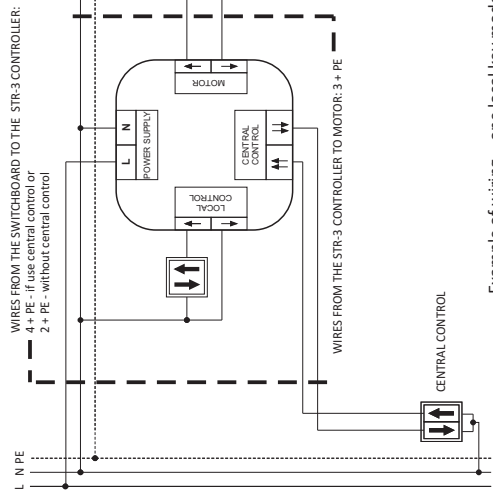 WIRES FROM THE SWITCHBOARD TO THE STR-3 CONTROLLER:
4 + PE - if use central control or
2 + PE - without central control
L N PE
L N
POWER SUPPLY
MOTOR
LOCAL
CONTROL
CENTRAL
CONTROL
WIRES FROM THE STR-3 CONTROLLER TO MOTOR: 3 + PE
CENTRAL CONTROL